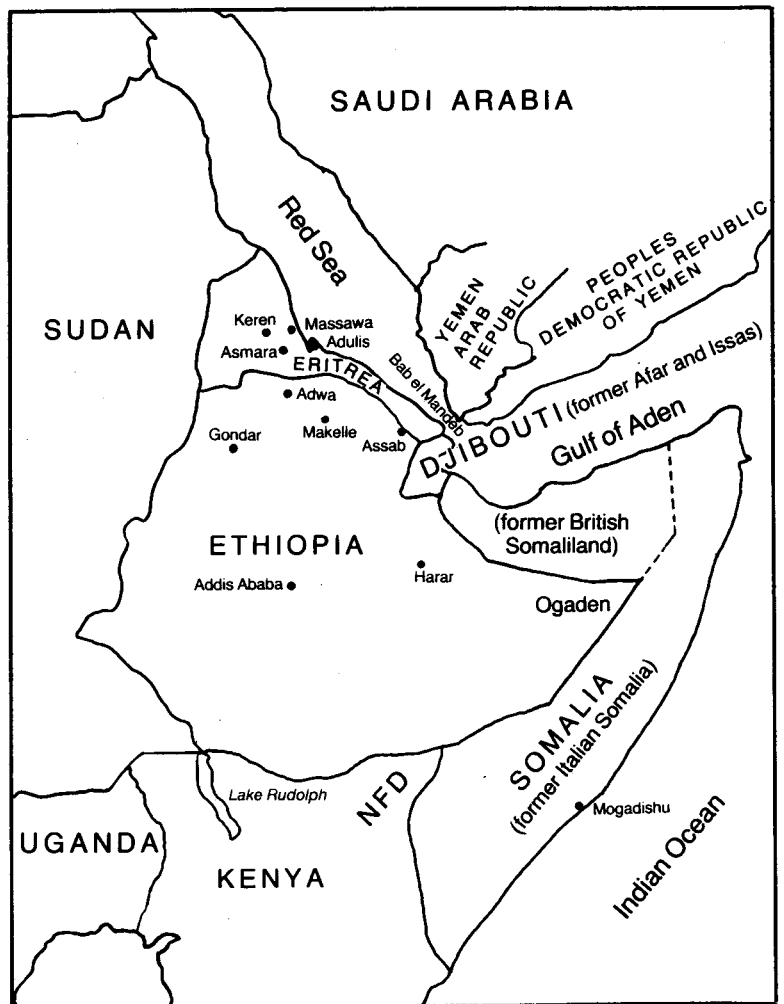 SAUDI ARABIA
Red Sea
YEMEN
ARAB
REPUBLIC
PEOPLES
DEMOCRATIC REPUBLIC
OF YEMEN
SUDAN
Keren
Massawa
Adulis
Asmara
ERITREA
Bab el Mandeb
Adwa
Makelle
Assab
Gondar
DJIBOUTI (former Afar and Issas)
Gulf of Aden
(former British
Somaliland)
ETHIOPIA
Harar
Addis Ababa
Ogaden
SOMALIA
(former Italian Somalia)
Lake Rudolph
NFD
Mogadishu
UGANDA
KENYA
Indian Ocean